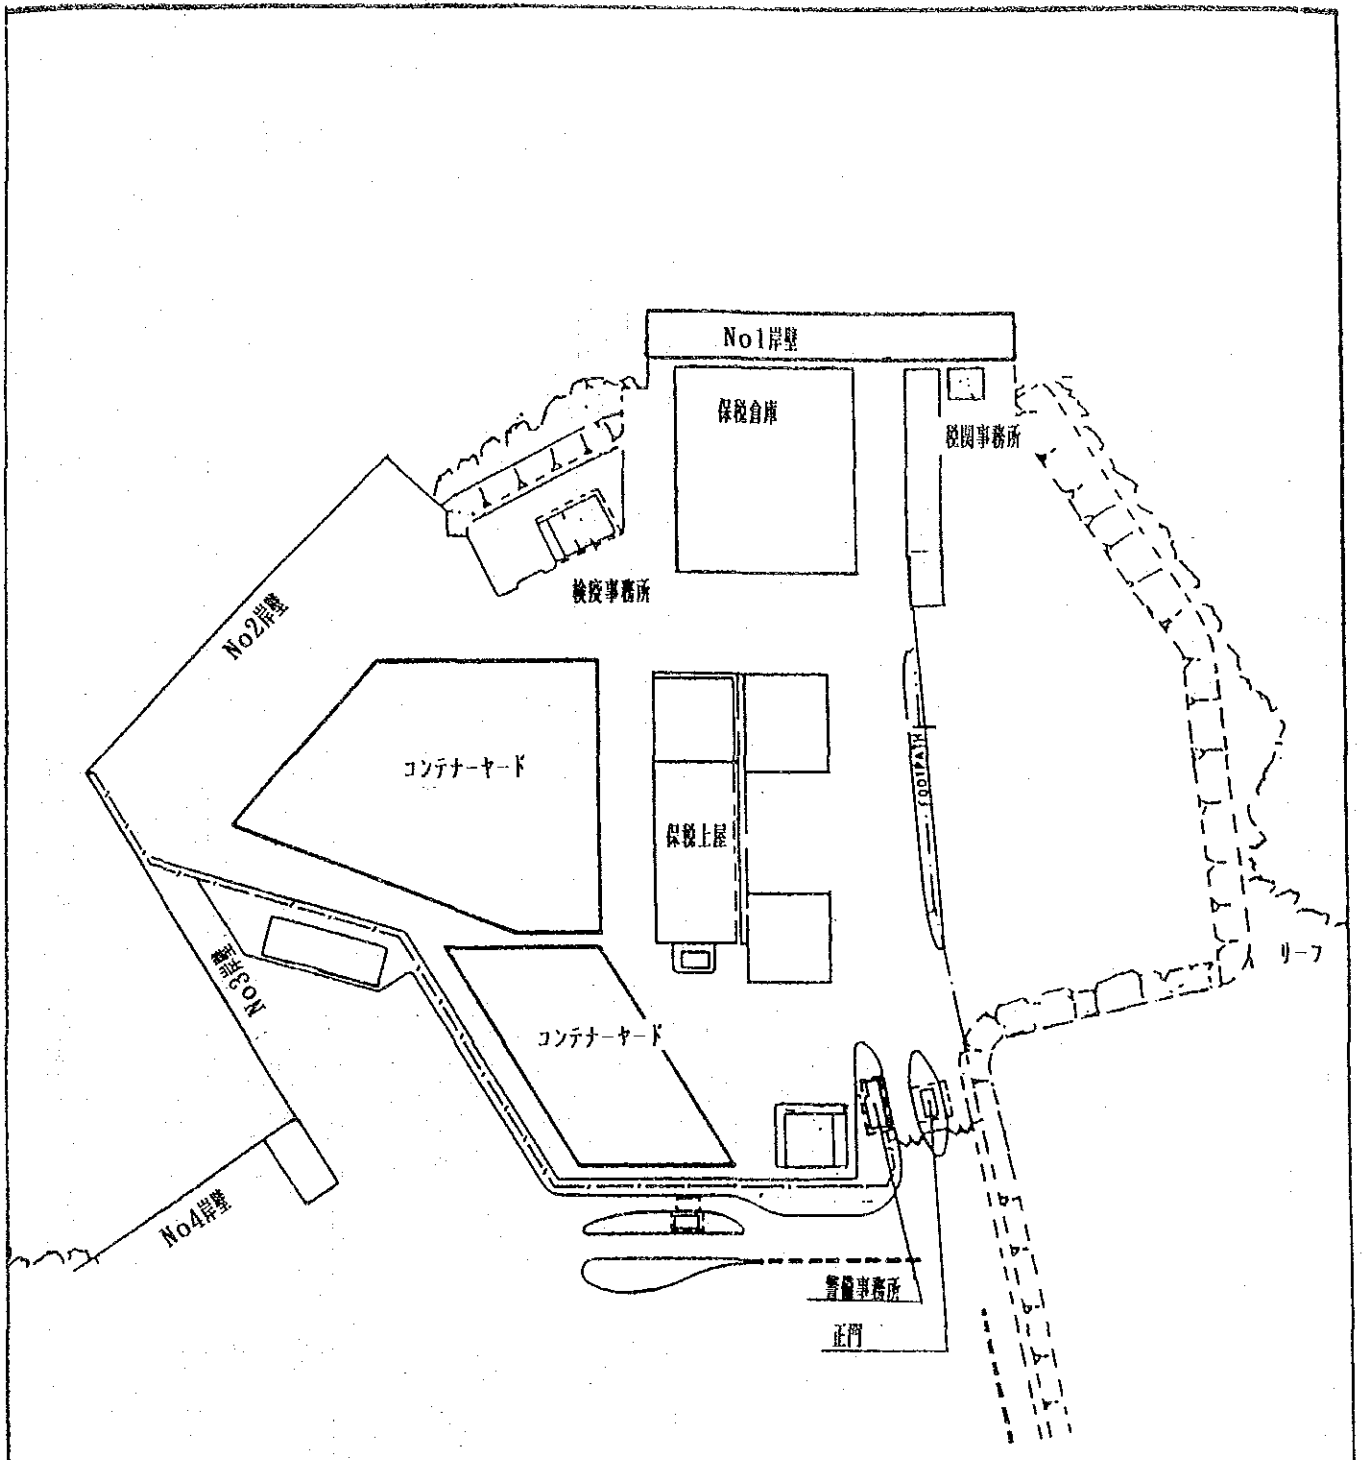 No1岸壁
保税倉庫
税関事務所
検疫事務所
No2岸壁
コンテナーヤード
FOOTPATH
保税上屋
No3岸壁
リーフ
コンテナーヤード
No4岸壁
警備事務所
正門